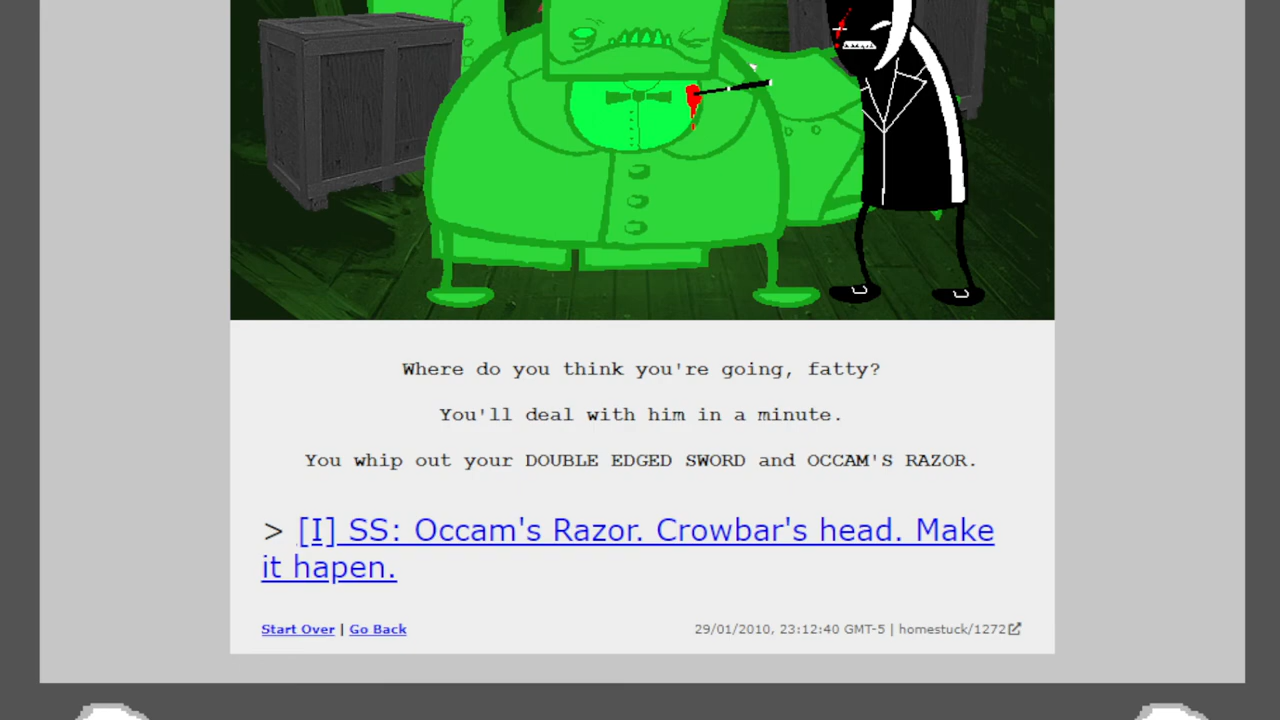 Where do you think you're going, fatty?
You'll deal with him in a minute.
You whip out your DOUBLE EDGED SWORD and OCCAM'S RAZOR.
> [I] SS: Occam's Razor. Crowbar's head. Make
it hapen.
Start Over | Go Back
29/01/2010, 23:12:40 GMT-5 | homestuck/1272